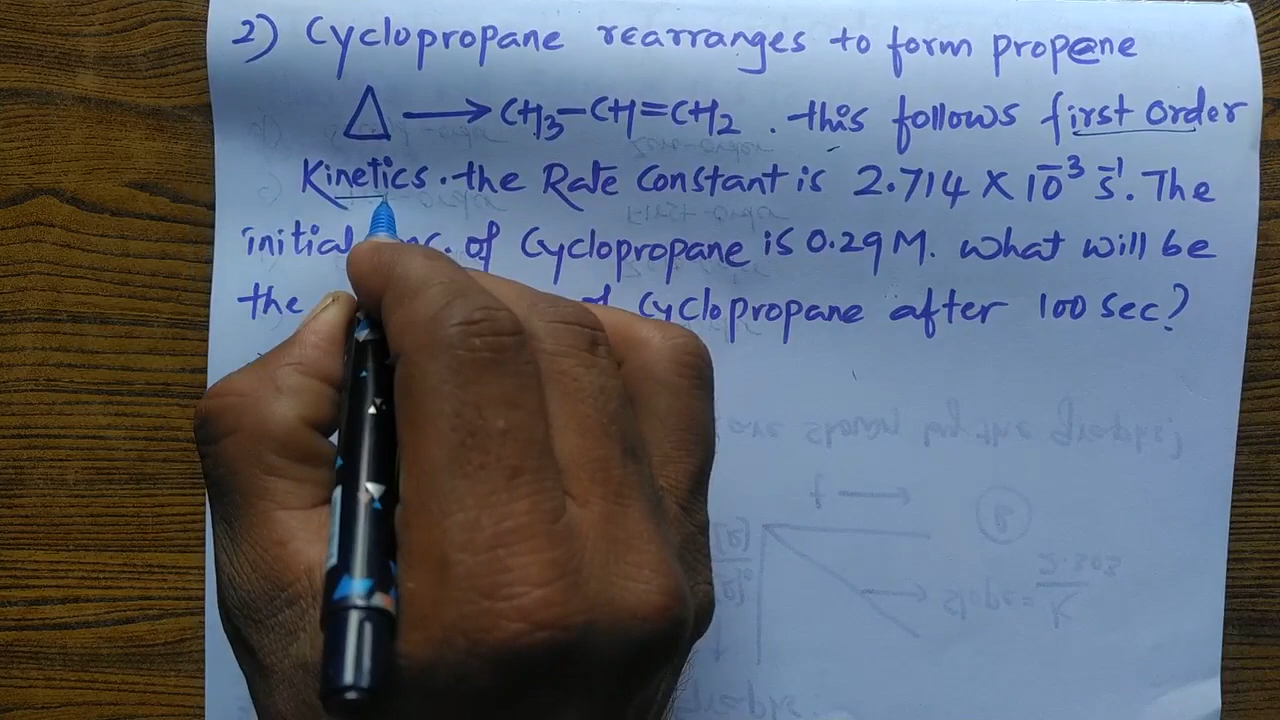 2) Cyclopropane rearranges to form propene
△ ⟶ CH3-CH=CH2 . this follows first order
Kinetics. the Rate Constant is 2.714 X 10⁻³ s⁻¹. The
initial of Cyclopropane is 0.29 M. what will be
the of Cyclopropane after 100 Sec?